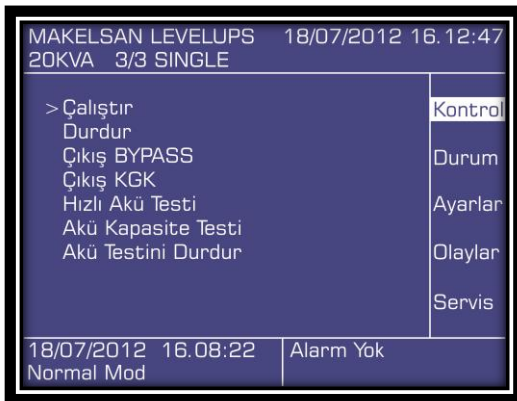 MAKELSAN LEVELUPS 18/07/2012 16.12:47
20KVA 3/3 SINGLE
>Çalıştır
Durdur
Çıkış BYPASS
Çıkış KGK
Hızlı Akü Testi
Akü Kapasite Testi
Akü Testini Durdur
Kontrol
Durum
Ayarlar
Olaylar
Servis
18/07/2012 16.08:22
Normal Mod
Alarm Yok